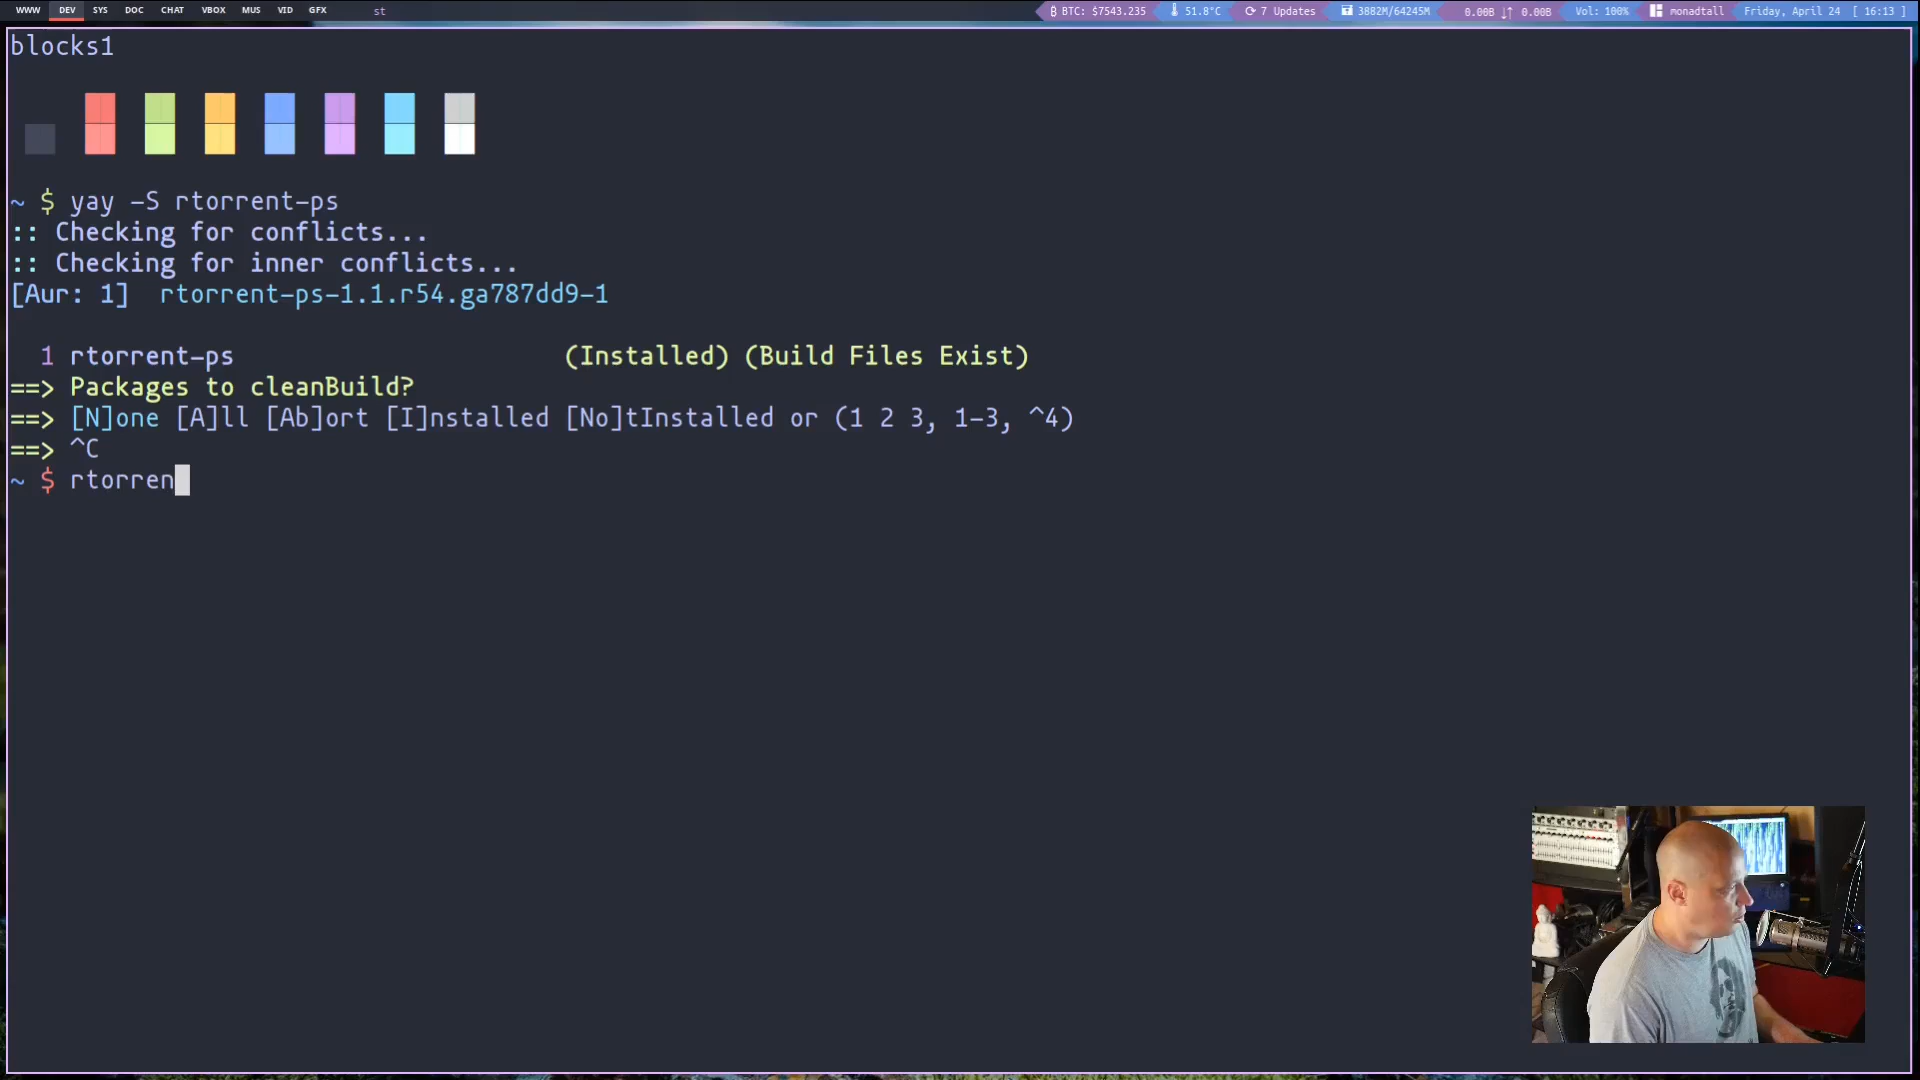 WWW DEV SYS DOC CHAT VBOX MUS VID GFX st BTC: $7543.235 51.8°C ⟳ 7 Updates 3882M/64245M 0.00B ↓↑ 0.00B Vol: 100% monadtall Friday, April 24 [ 16:13 ]
blocks1
~ $ yay -S rtorrent-ps
:: Checking for conflicts...
:: Checking for inner conflicts...
[Aur: 1]  rtorrent-ps-1.1.r54.ga787dd9-1
1 rtorrent-ps (Installed) (Build Files Exist)
==> Packages to cleanBuild?
==> [N]one [A]ll [Ab]ort [I]nstalled [No]tInstalled or (1 2 3, 1-3, ^4)
==> ^C
~ $ rtorren